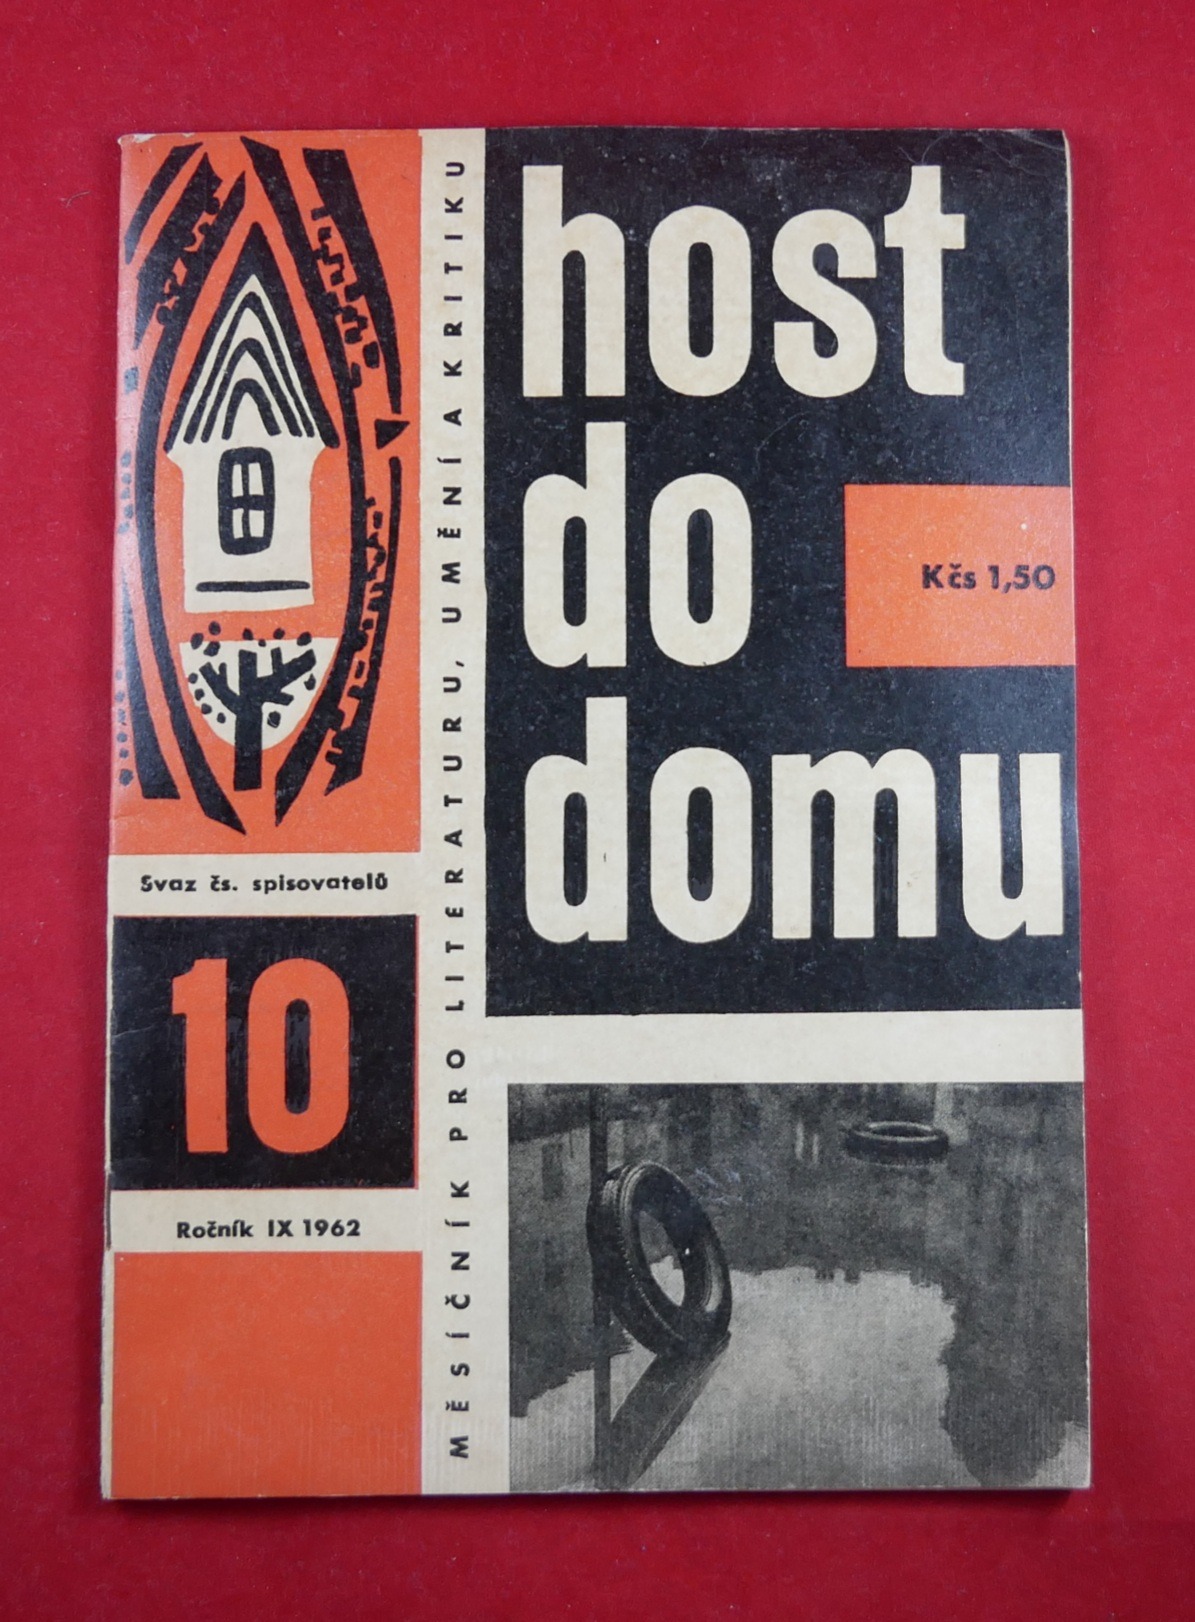 host
do
domu
Kčs 1,50
MĚSÍČNÍK PRO LITERATURU, UMĚNÍ A KRITIKU
Svaz čs. spisovatelů
10
Ročník IX 1962